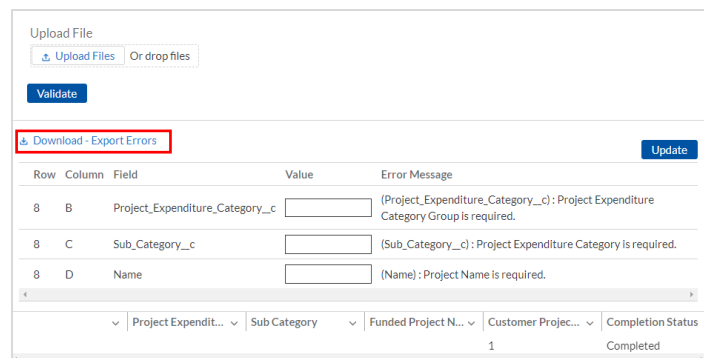 Upload File
Upload Files Or drop files
Validate
Download - Export Errors
Update
Row Column Field Value Error Message
8 B Project_Expenditure_Category__c (Project_Expenditure_Category__c) : Project Expenditure
Category Group is required.
8 C Sub_Category__c (Sub_Category__c) : Project Expenditure Category is required.
8 D Name (Name) : Project Name is required.
Project Expendit... Sub Category Funded Project N... Customer Projec... Completion Status
1 Completed